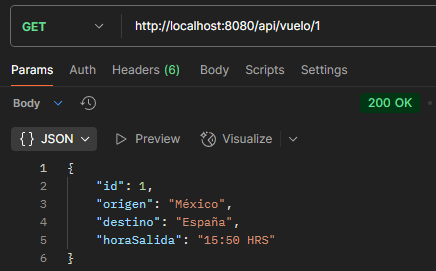 GET http://localhost:8080/api/vuelo/1
Params Auth Headers (6) Body Scripts Settings
Body 200 OK
{} JSON Preview Visualize
1 {
2 "id": 1,
3 "origen": "México",
4 "destino": "España",
5 "horaSalida": "15:50 HRS"
6 }